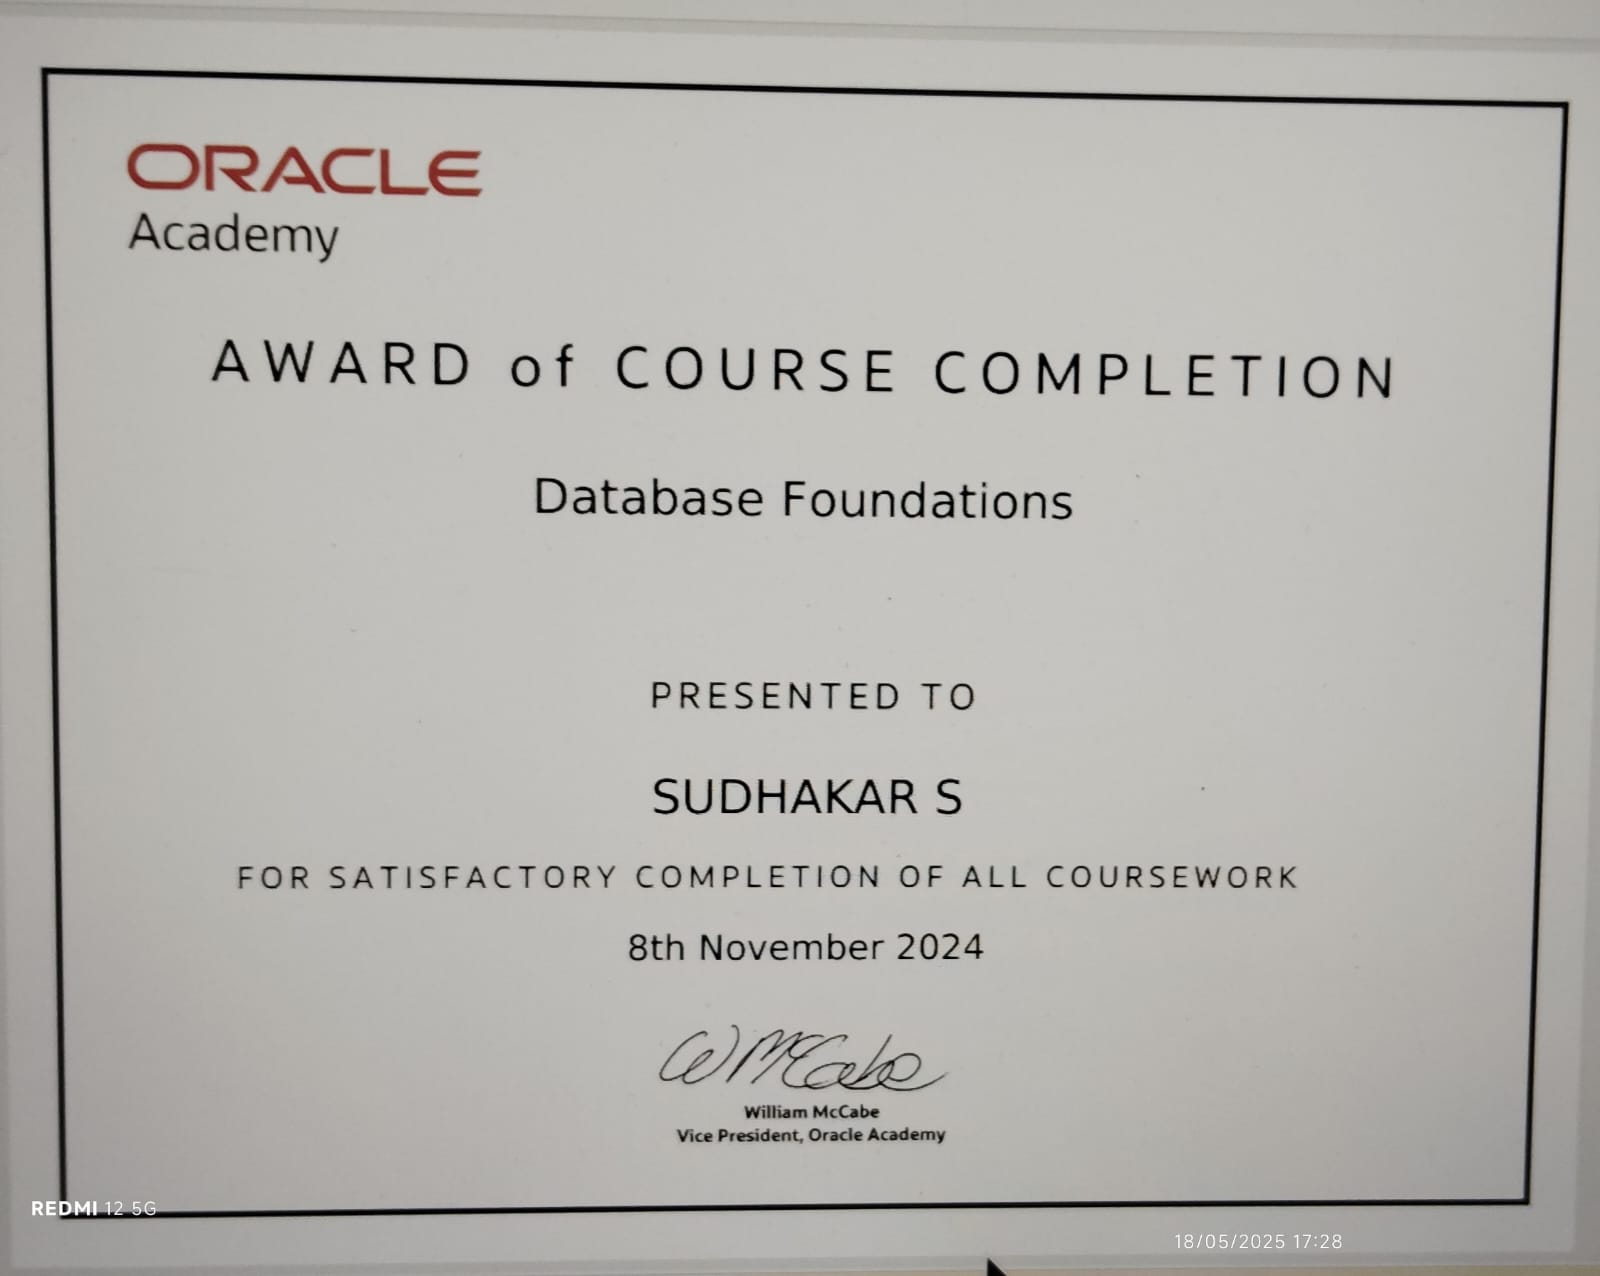 ORACLE
Academy
AWARD of COURSE COMPLETION
Database Foundations
PRESENTED TO
SUDHAKAR S
FOR SATISFACTORY COMPLETION OF ALL COURSEWORK
8th November 2024
W McCabe
William McCabe
Vice President, Oracle Academy
REDMI 12 5G
18/05/2025 17:28